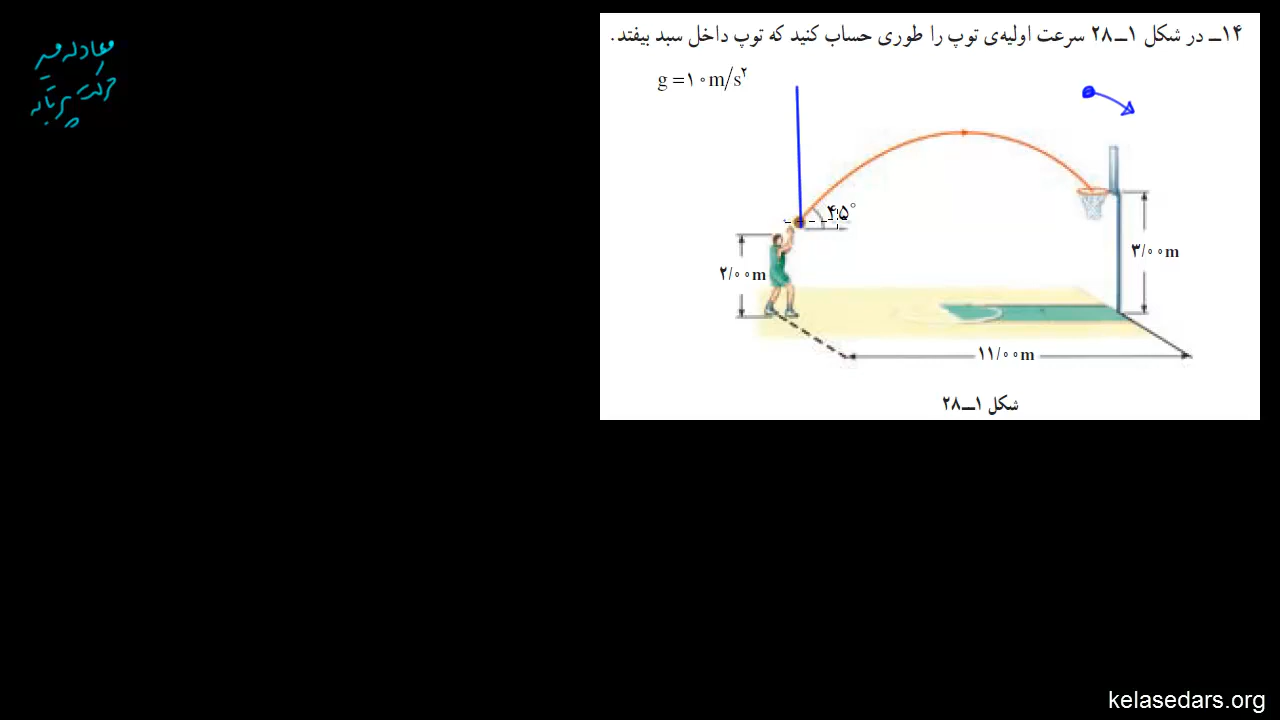 معادله مسیر
حرکت پرتابه
۱۴ــ در شکل ۱ــ۲۸ سرعت اولیه‌ی توپ را طوری حساب کنید که توپ داخل سبد بیفتد.
g = ۱۰m/s۲
۴۵°
۲/۰۰m
۳/۰۰m
۱۱/۰۰m
شکل ۱ــ۲۸
kelasedars.org